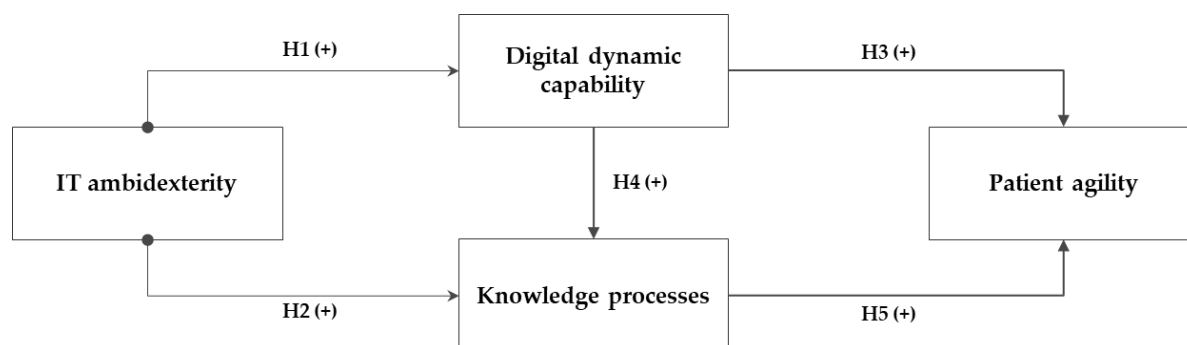 H1 (+)
Digital dynamic
capability
H3 (+)
IT ambidexterity
H4 (+)
Patient agility
H2 (+)
Knowledge processes
H5 (+)